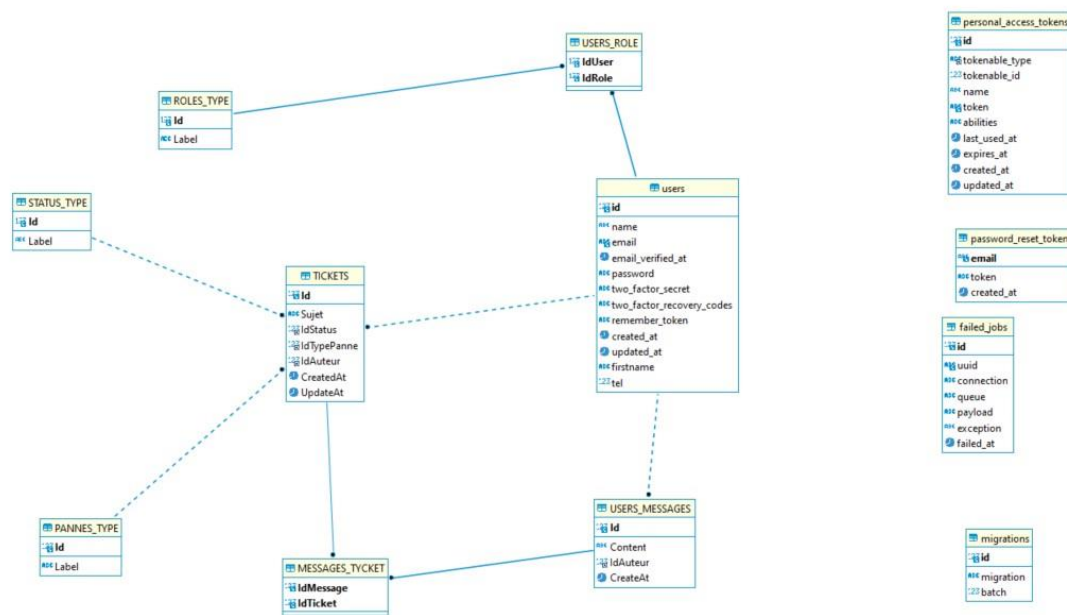 ROLES_TYPE
Id
Label
USERS_ROLE
IdUser
IdRole
STATUS_TYPE
Id
Label
TICKETS
Id
Sujet
IdStatus
IdTypePanne
IdAuteur
CreatedAt
UpdateAt
users
id
name
email
email_verified_at
password
two_factor_secret
two_factor_recovery_codes
remember_token
created_at
updated_at
firstname
tel
PANNES_TYPE
Id
Label
MESSAGES_TYCKET
IdMessage
IdTicket
USERS_MESSAGES
Id
Content
IdAuteur
CreateAt
personal_access_tokens
id
tokenable_type
tokenable_id
name
token
abilities
last_used_at
expires_at
created_at
updated_at
password_reset_token
email
token
created_at
failed_jobs
id
uuid
connection
queue
payload
exception
failed_at
migrations
id
migration
batch